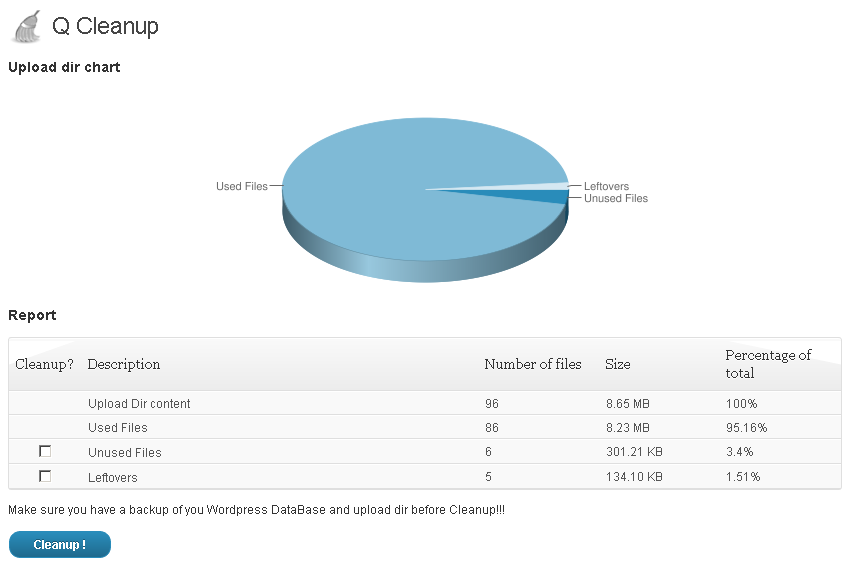 Q Cleanup
Upload dir chart
Used Files
Leftovers
Unused Files
Report
Cleanup? Description Number of files Size Percentage of total
Upload Dir content 96 8.65 MB 100%
Used Files 86 8.23 MB 95.16%
Unused Files 6 301.21 KB 3.4%
Leftovers 5 134.10 KB 1.51%
Make sure you have a backup of you Wordpress DataBase and upload dir before Cleanup!!!
Cleanup !